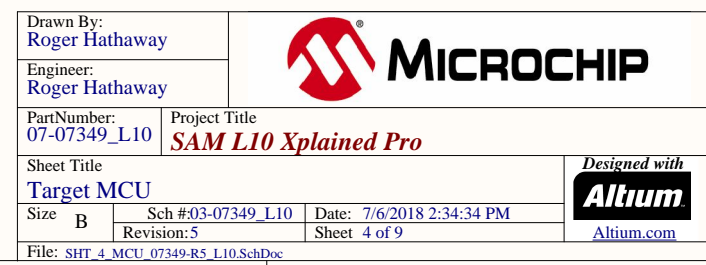 Drawn By:
Roger Hathaway
MICROCHIP
®
Engineer:
Roger Hathaway
PartNumber:
07-07349_L10
Project Title
SAM L10 Xplained Pro
Sheet Title
Target MCU
Designed with
Altium
Altium.com
Size B
Sch #:03-07349_L10
Date: 7/6/2018 2:34:34 PM
Revision:5
Sheet 4 of 9
File: SHT_4_MCU_07349-R5_L10.SchDoc